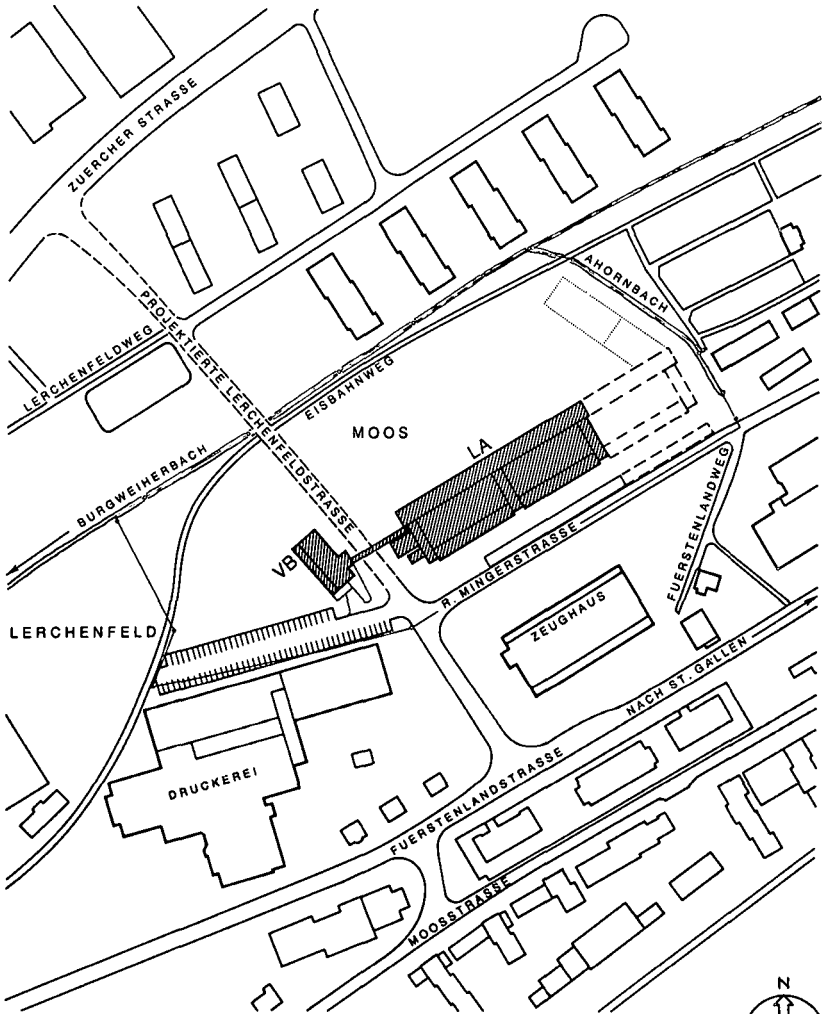 ZUERCHER STRASSE
AHORNBACH
PROJEKTIERTE LERCHENFELDSTRASSE
LERCHENFELDWEG
EISBAHNWEG
MOOS
LA
BURGWEIHERBACH
VB
R. MINGERSTRASSE
FUERSTENLANDWEG
LERCHENFELD
ZEUGHAUS
NACH ST. GALLEN
DRUCKEREI
FUERSTENLANDSTRASSE
MOOSSTRASSE
N